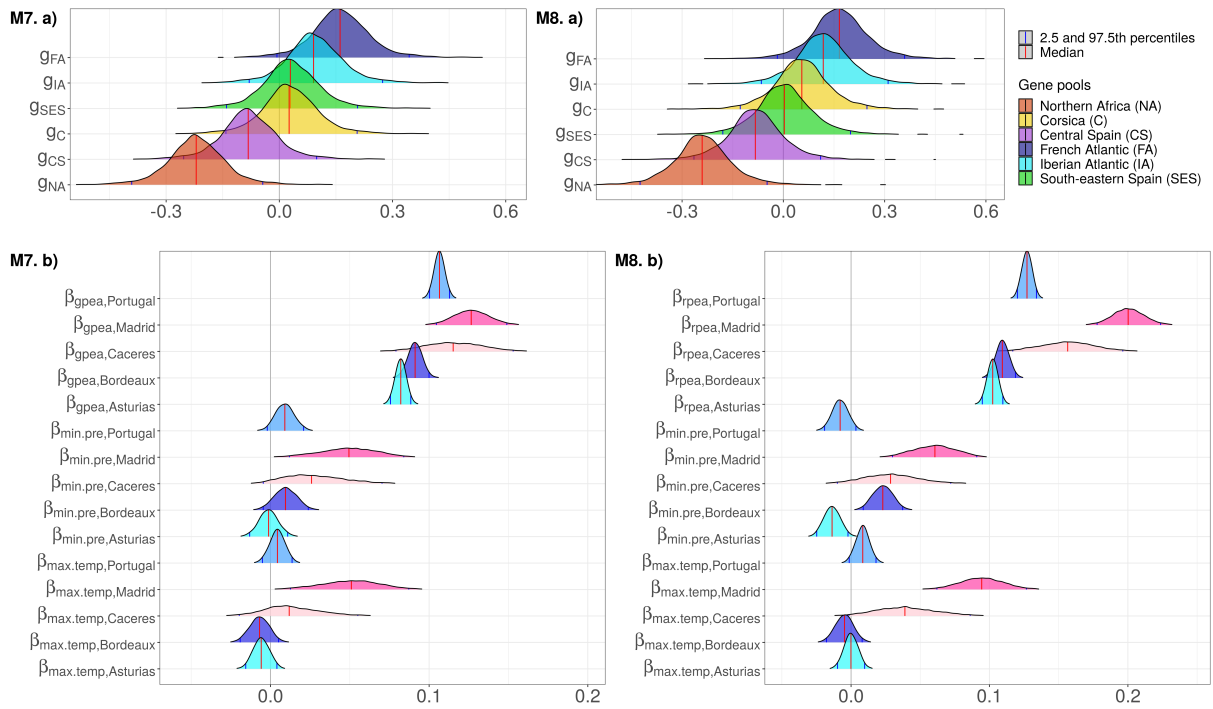 M7. a)
gFA
gIA
gSES
gC
gCS
gNA
-0.3 0.0 0.3 0.6
M8. a)
gFA
gIA
gC
gSES
gCS
gNA
-0.3 0.0 0.3 0.6
2.5 and 97.5th percentiles
Median
Gene pools
Northern Africa (NA)
Corsica (C)
Central Spain (CS)
French Atlantic (FA)
Iberian Atlantic (IA)
South-eastern Spain (SES)
M7. b)
βgpea,Portugal
βgpea,Madrid
βgpea,Caceres
βgpea,Bordeaux
βgpea,Asturias
βmin.pre,Portugal
βmin.pre,Madrid
βmin.pre,Caceres
βmin.pre,Bordeaux
βmin.pre,Asturias
βmax.temp,Portugal
βmax.temp,Madrid
βmax.temp,Caceres
βmax.temp,Bordeaux
βmax.temp,Asturias
0.0 0.1 0.2
M8. b)
βrpea,Portugal
βrpea,Madrid
βrpea,Caceres
βrpea,Bordeaux
βrpea,Asturias
βmin.pre,Portugal
βmin.pre,Madrid
βmin.pre,Caceres
βmin.pre,Bordeaux
βmin.pre,Asturias
βmax.temp,Portugal
βmax.temp,Madrid
βmax.temp,Caceres
βmax.temp,Bordeaux
βmax.temp,Asturias
0.0 0.1 0.2